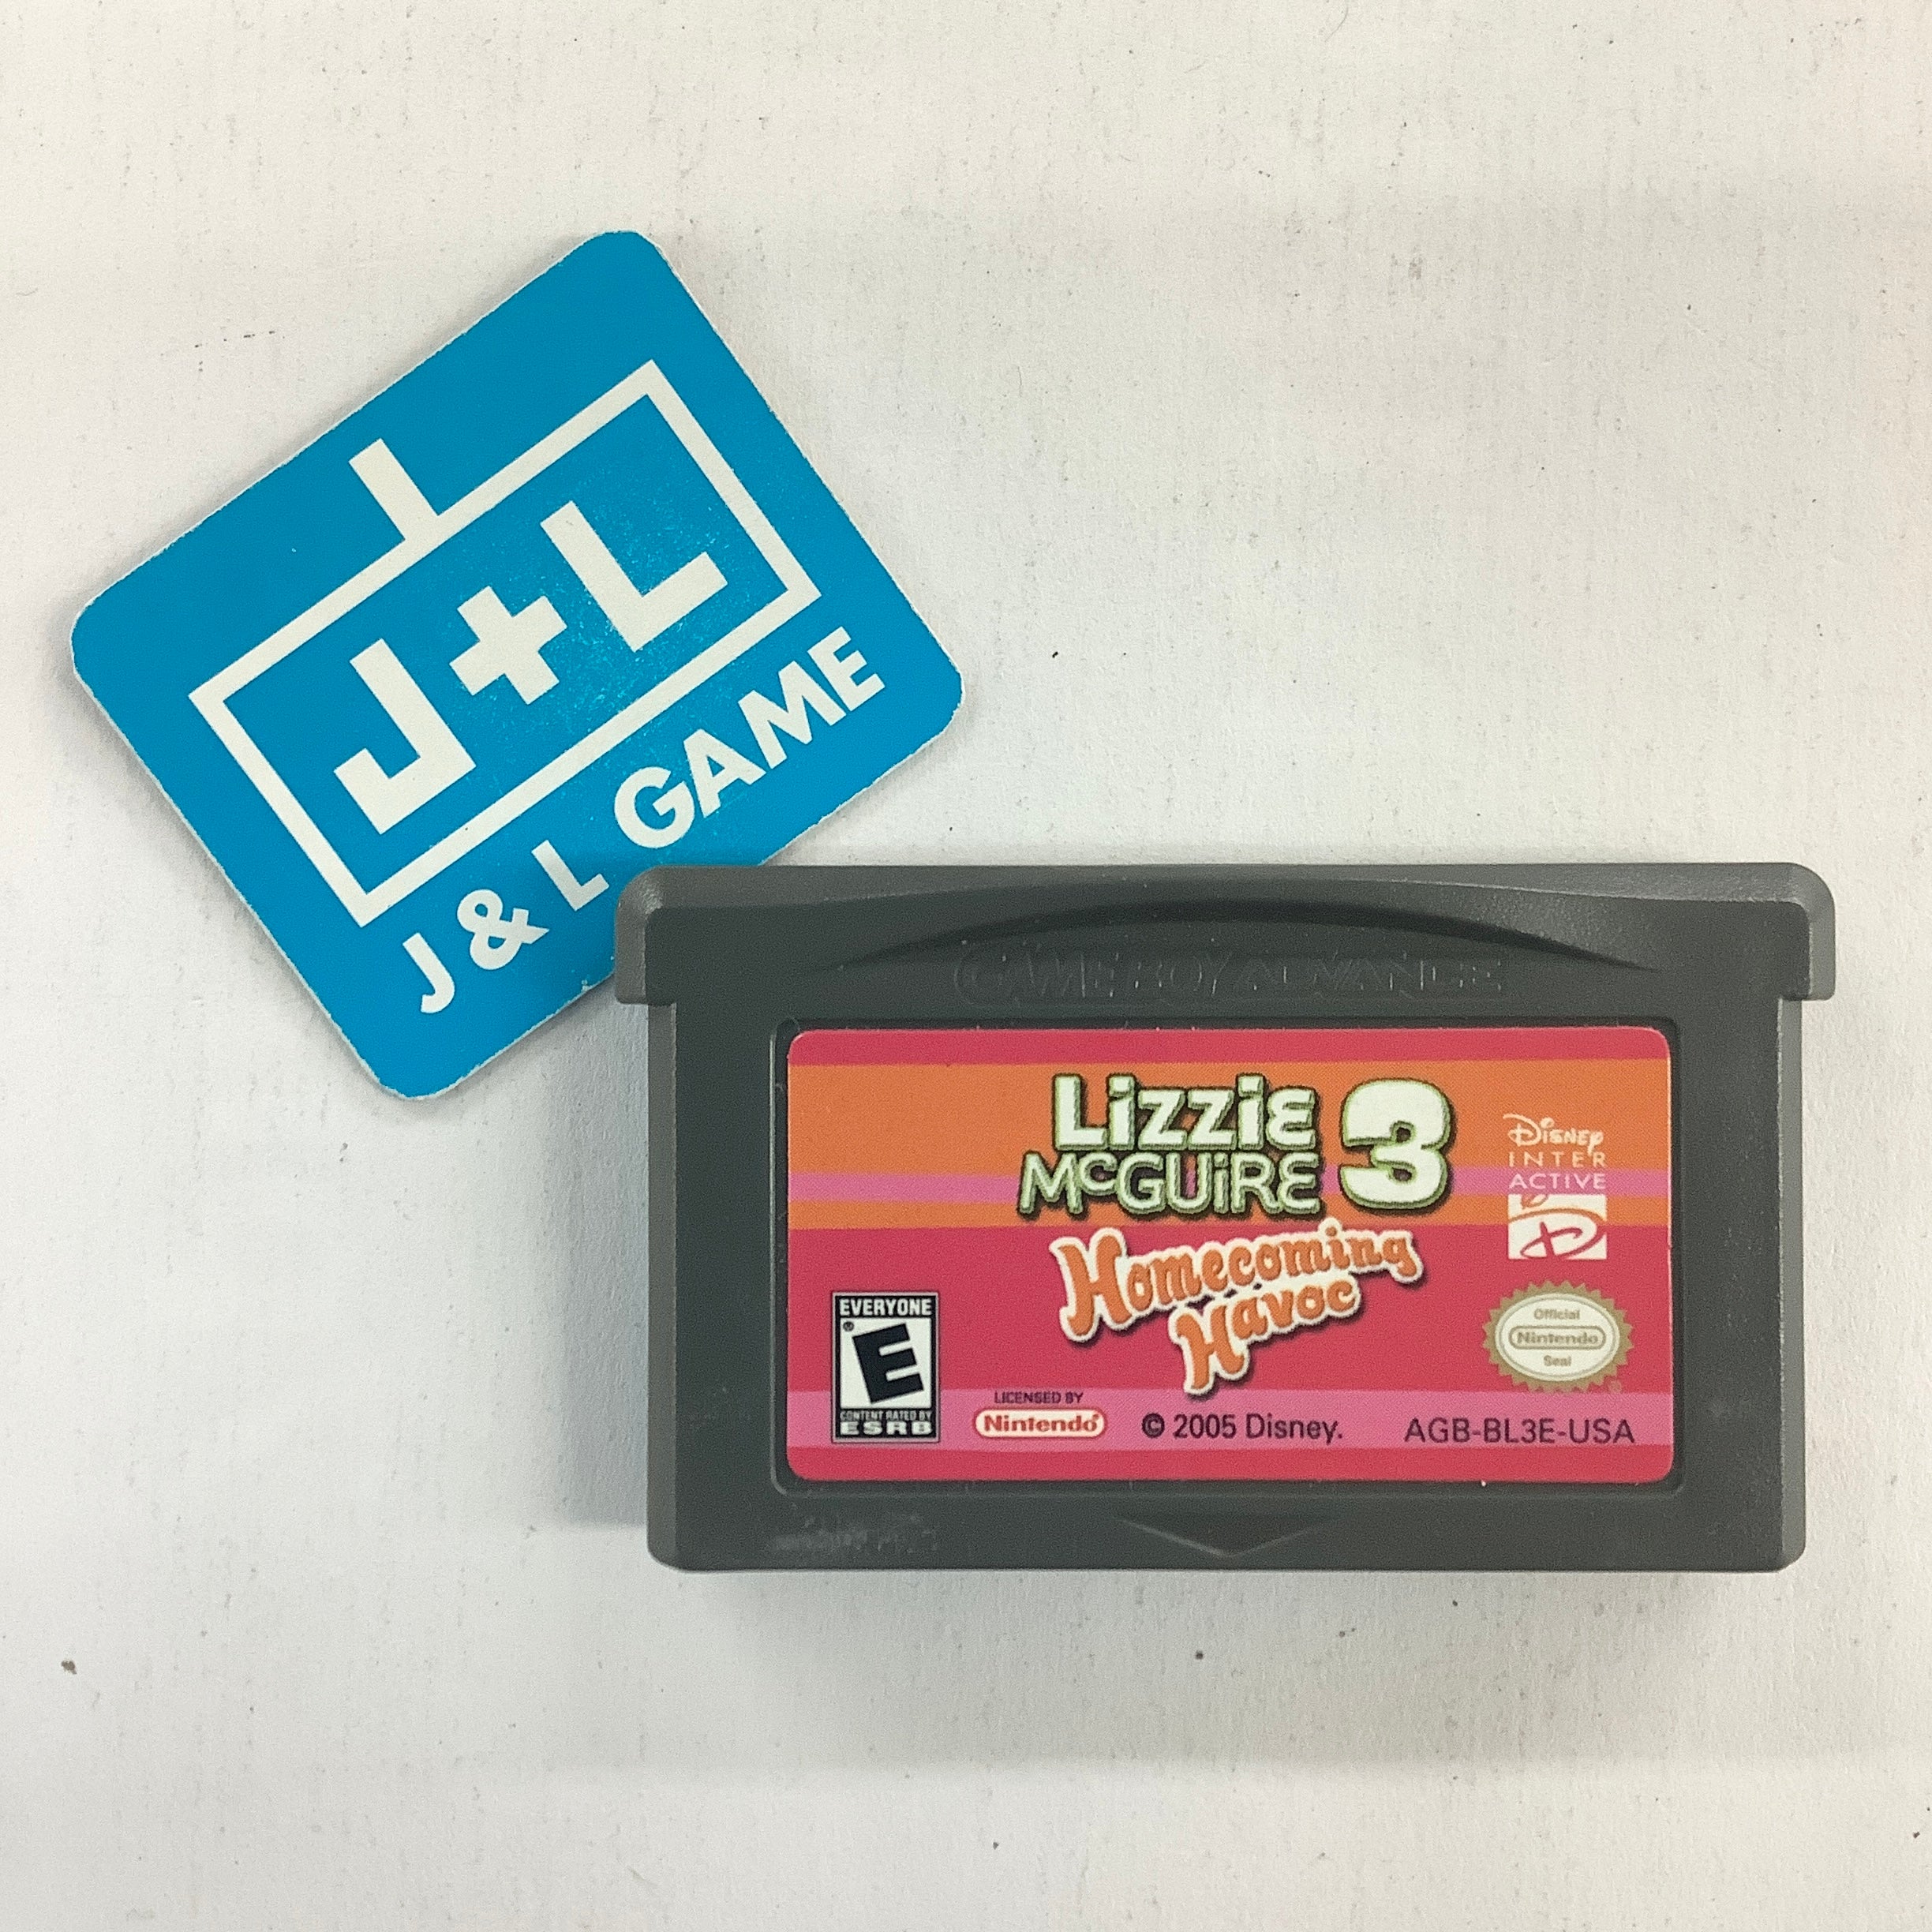 J+L
J & L GAME
GAME BOY ADVANCE
Lizzie
McGuire 3
Homecoming
Havoc
Disney
INTER
ACTIVE
D
EVERYONE
®
E
CONTENT RATED BY
ESRB
Official
Nintendo
Seal
LICENSED BY
Nintendo®
© 2005 Disney.
AGB-BL3E-USA